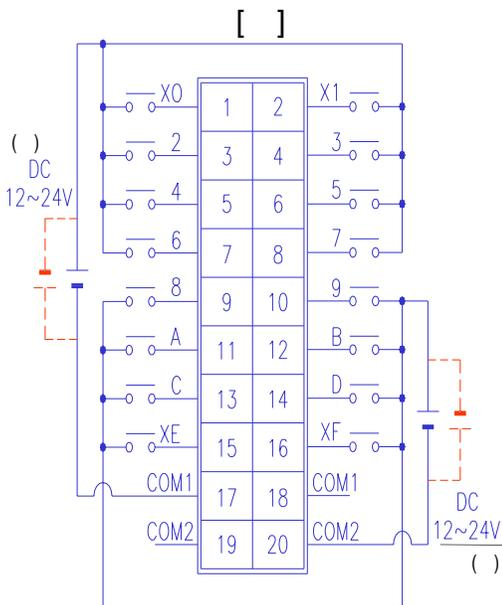 [ ]
X0 1 2 X1
2 3 4 3
( )
DC
12~24V
4 5 6 5
6 7 8 7
8 9 10 9
A 11 12 B
C 13 14 D
XE 15 16 XF
COM1 17 18 COM1
COM2 19 20 COM2
DC
12~24V
( )